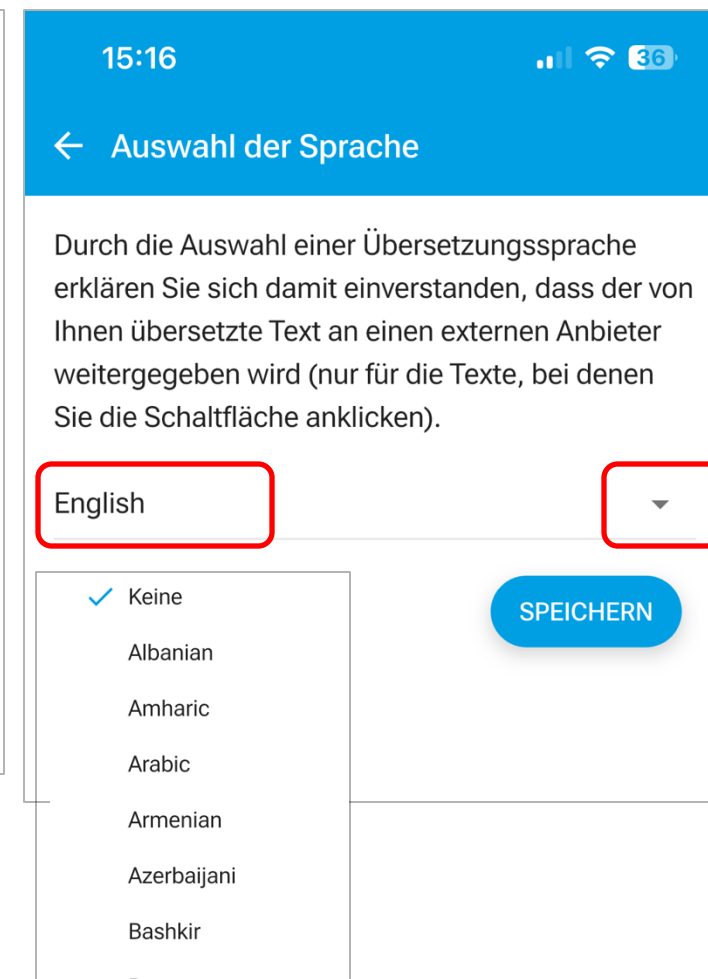 15:16
36
Auswahl der Sprache
Durch die Auswahl einer Übersetzungssprache
erklären Sie sich damit einverstanden, dass der von
Ihnen übersetzte Text an einen externen Anbieter
weitergegeben wird (nur für die Texte, bei denen
Sie die Schaltfläche anklicken).
English
Keine
SPEICHERN
Albanian
Amharic
Arabic
Armenian
Azerbaijani
Bashkir